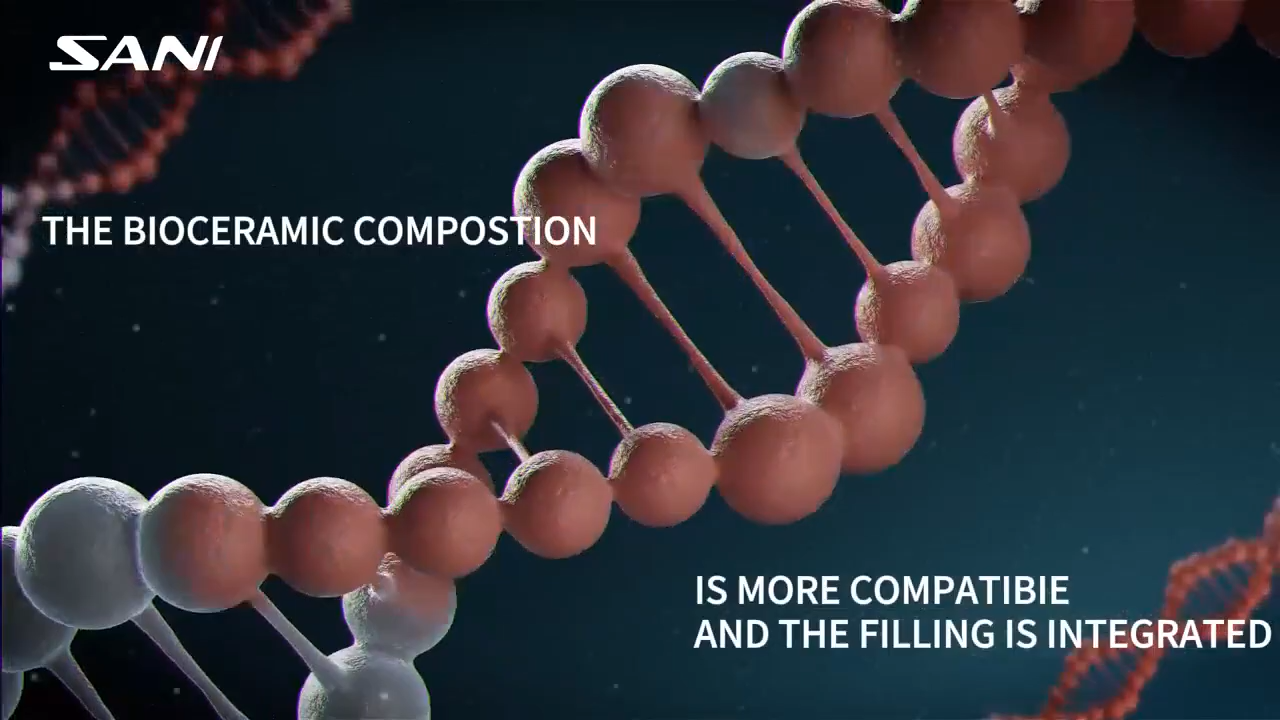 SANI
THE BIOCERAMIC COMPOSTION
IS MORE COMPATIBIE
AND THE FILLING IS INTEGRATED